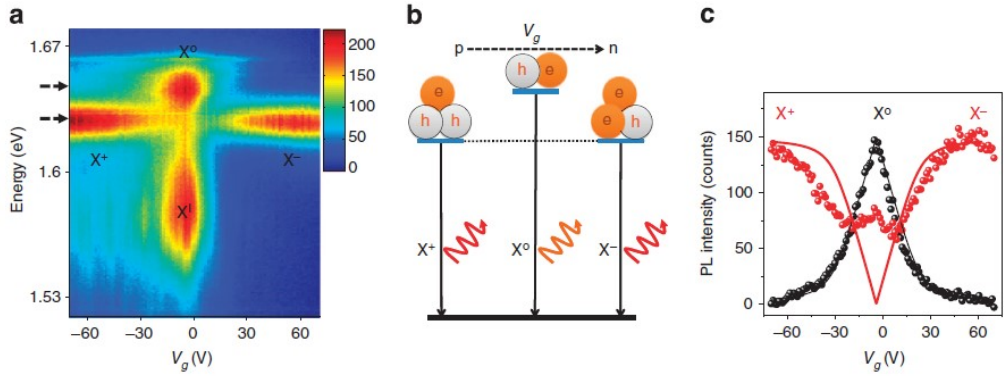 a
1.67
1.6
1.53
Energy (eV)
X⁰
X⁺
X⁻
Xᴵ
200
150
100
50
0
–60
–30
0
30
60
V_g (V)
b
V_g
p
n
h
e
e
h
h
e
e
h
X⁺
X⁰
X⁻
c
X⁺
X⁰
X⁻
150
100
50
0
PL intensity (counts)
–60
–30
0
30
60
V_g (V)